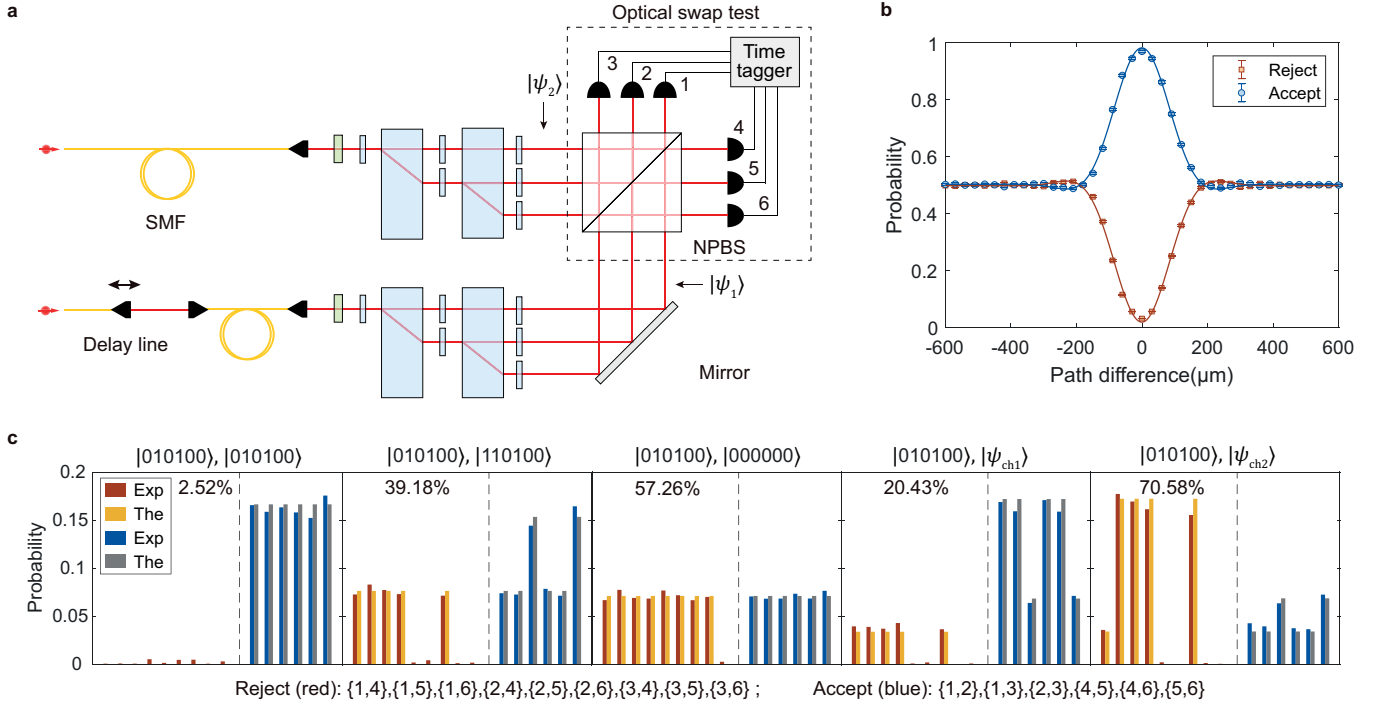 a
Optical swap test
Time
tagger
3
2
1
|ψ₂⟩
4
5
6
SMF
NPBS
|ψ₁⟩
Delay line
Mirror
b
1
0.8
0.6
0.4
0.2
0
Probability
Reject
Accept
-600 -400 -200 0 200 400 600
Path difference(µm)
c
|010100⟩, |010100⟩ |010100⟩, |110100⟩ |010100⟩, |000000⟩ |010100⟩, |ψch1⟩ |010100⟩, |ψch2⟩
2.52% 39.18% 57.26% 20.43% 70.58%
Exp
The
Exp
The
0.2
0.15
0.1
0.05
0
Probability
Reject (red): {1,4},{1,5},{1,6},{2,4},{2,5},{2,6},{3,4},{3,5},{3,6} ; Accept (blue): {1,2},{1,3},{2,3},{4,5},{4,6},{5,6}